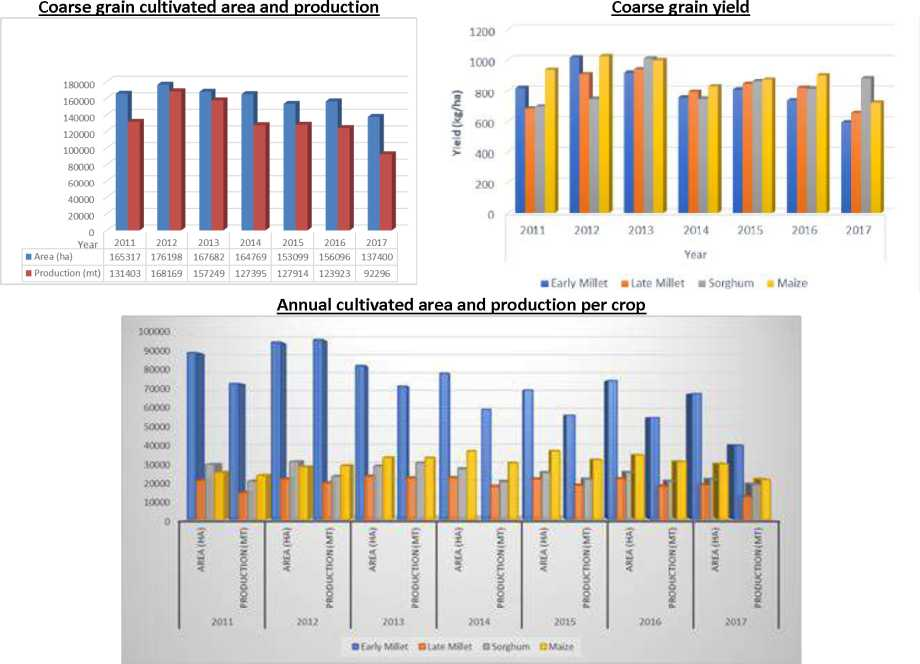 Coarse grain cultivated area and production
180000
160000
140000
120000
100000
80000
60000
40000
20000
0
Year 2011 2012 2013 2014 2015 2016 2017
Area (ha) 165317 176198 167682 164769 153099 156096 137400
Production (mt) 131403 168169 157249 127395 127914 123923 92296
Coarse grain yield
Yield (kg/ha)
1200
1000
800
600
400
200
0
2011 2012 2013 2014 2015 2016 2017
Year
Early Millet Late Millet Sorghum Maize
Annual cultivated area and production per crop
100000
90000
80000
70000
60000
50000
40000
30000
20000
10000
0
AREA (HA) PRODUCTION (MT) AREA (HA) PRODUCTION (MT) AREA (HA) PRODUCTION (MT) AREA (HA) PRODUCTION (MT) AREA (HA) PRODUCTION (MT) AREA (HA) PRODUCTION (MT) AREA (HA) PRODUCTION (MT)
2011 2012 2013 2014 2015 2016 2017
Early Millet Late Millet Sorghum Maize